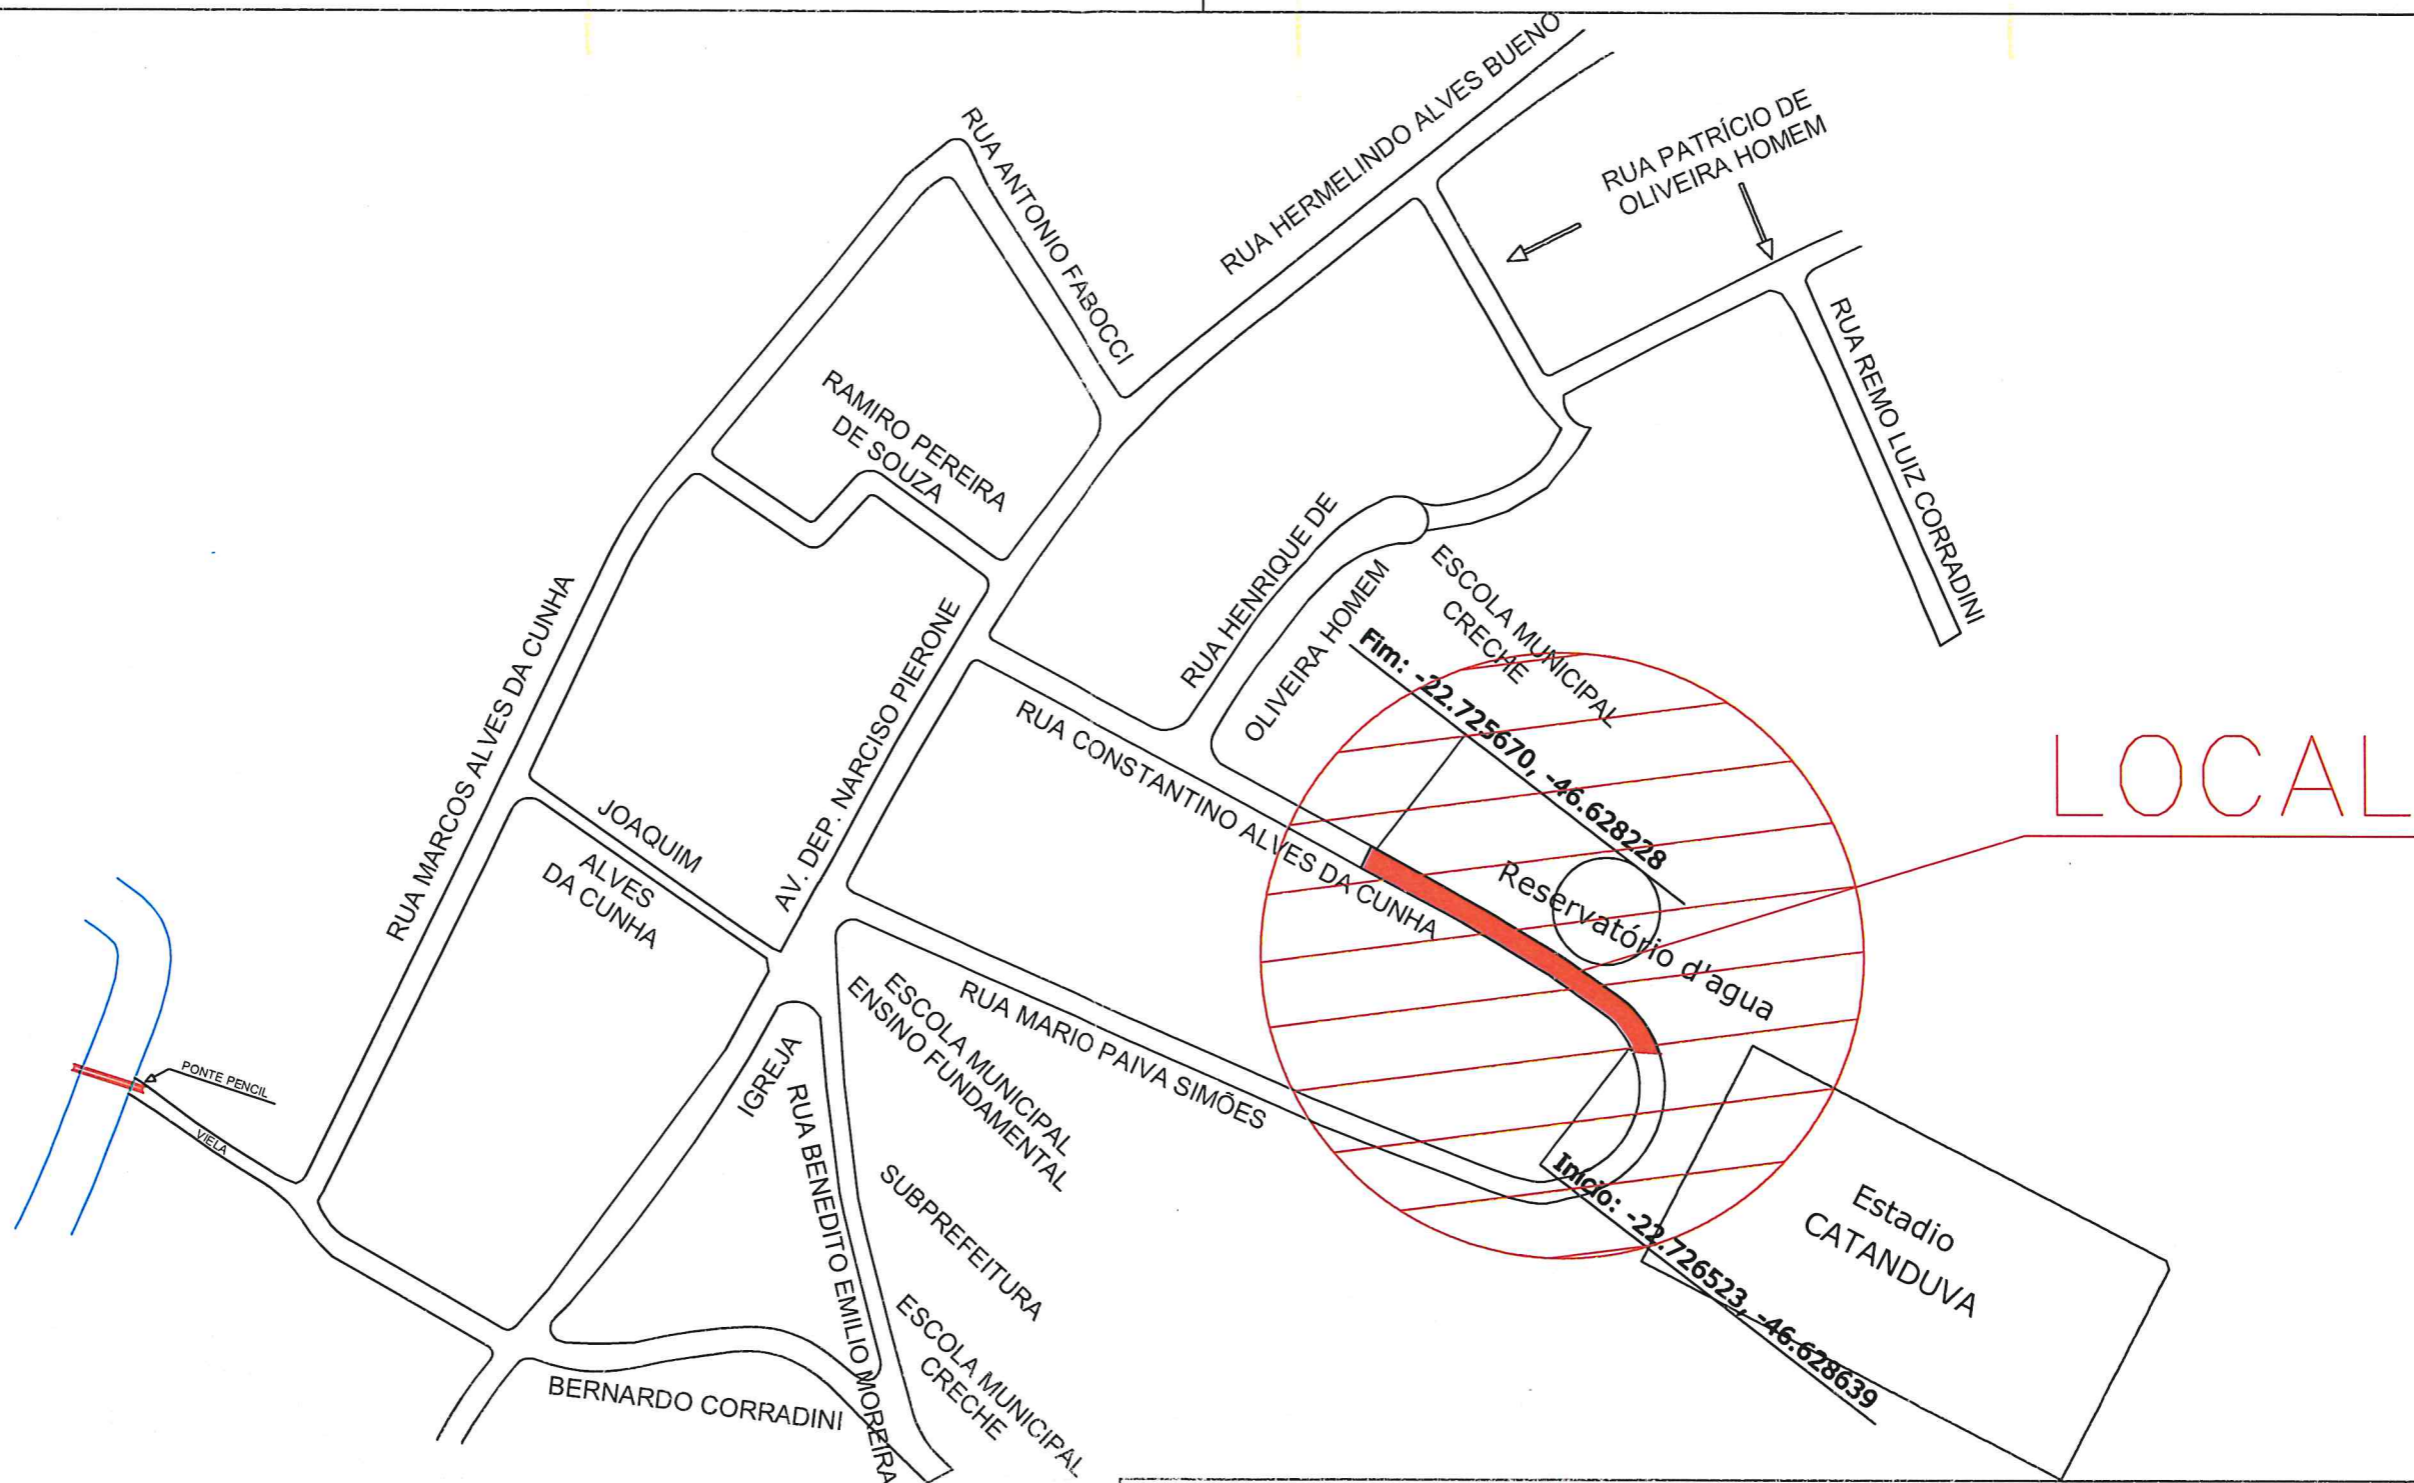 RUA ANTONIO FABOCCI
RUA HERMELINDO ALVES BUENO
RUA PATRÍCIO DE
OLIVEIRA HOMEM
RUA REMO LUIZ CORRADINI
RAMIRO PEREIRA
DE SOUZA
RUA HENRIQUE DE
OLIVEIRA HOMEM
ESCOLA MUNICIPAL
CRECHE
Fim: -22.725670, -46.628228
RUA MARCOS ALVES DA CUNHA
AV. DEP. NARCISO PIERONE
RUA CONSTANTINO ALVES DA CUNHA
LOCAL
JOAQUIM
ALVES
DA CUNHA
Reservatório d'agua
RUA MARIO PAIVA SIMÕES
ESCOLA MUNICIPAL
ENSINO FUNDAMENTAL
IGREJA
PONTE PENCIL
VIELA
RUA BENEDITO EMILIO MOREIRA
SUBPREFEITURA
Início: -22.726523, -46.628639
Estadio
CATANDUVA
ESCOLA MUNICIPAL
CRECHE
BERNARDO CORRADINI